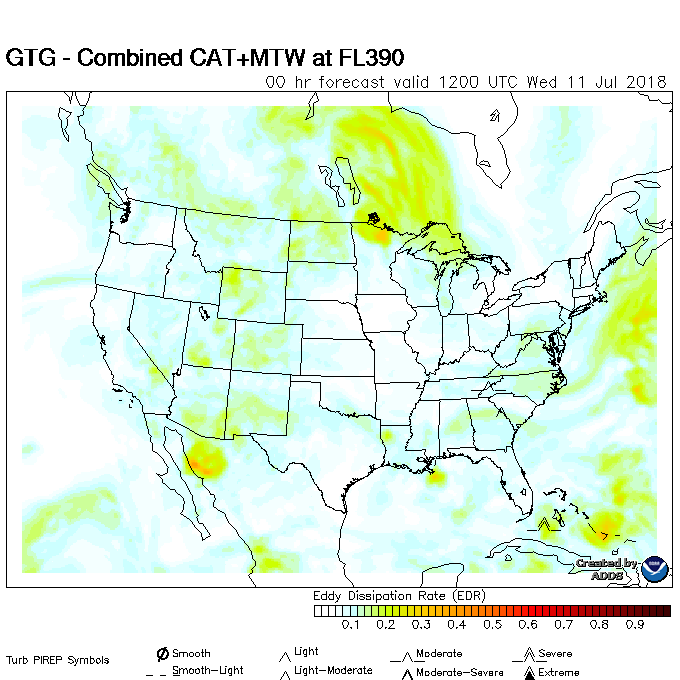 GTG - Combined CAT+MTW at FL390
00 hr forecast valid 1200 UTC Wed 11 Jul 2018
Created by
ADDS
Eddy Dissipation Rate (EDR)
0.1 0.2 0.3 0.4 0.5 0.6 0.7 0.8 0.9
Turb PIREP Symbols
Smooth Light Moderate Severe
Smooth-Light Light-Moderate Moderate-Severe Extreme